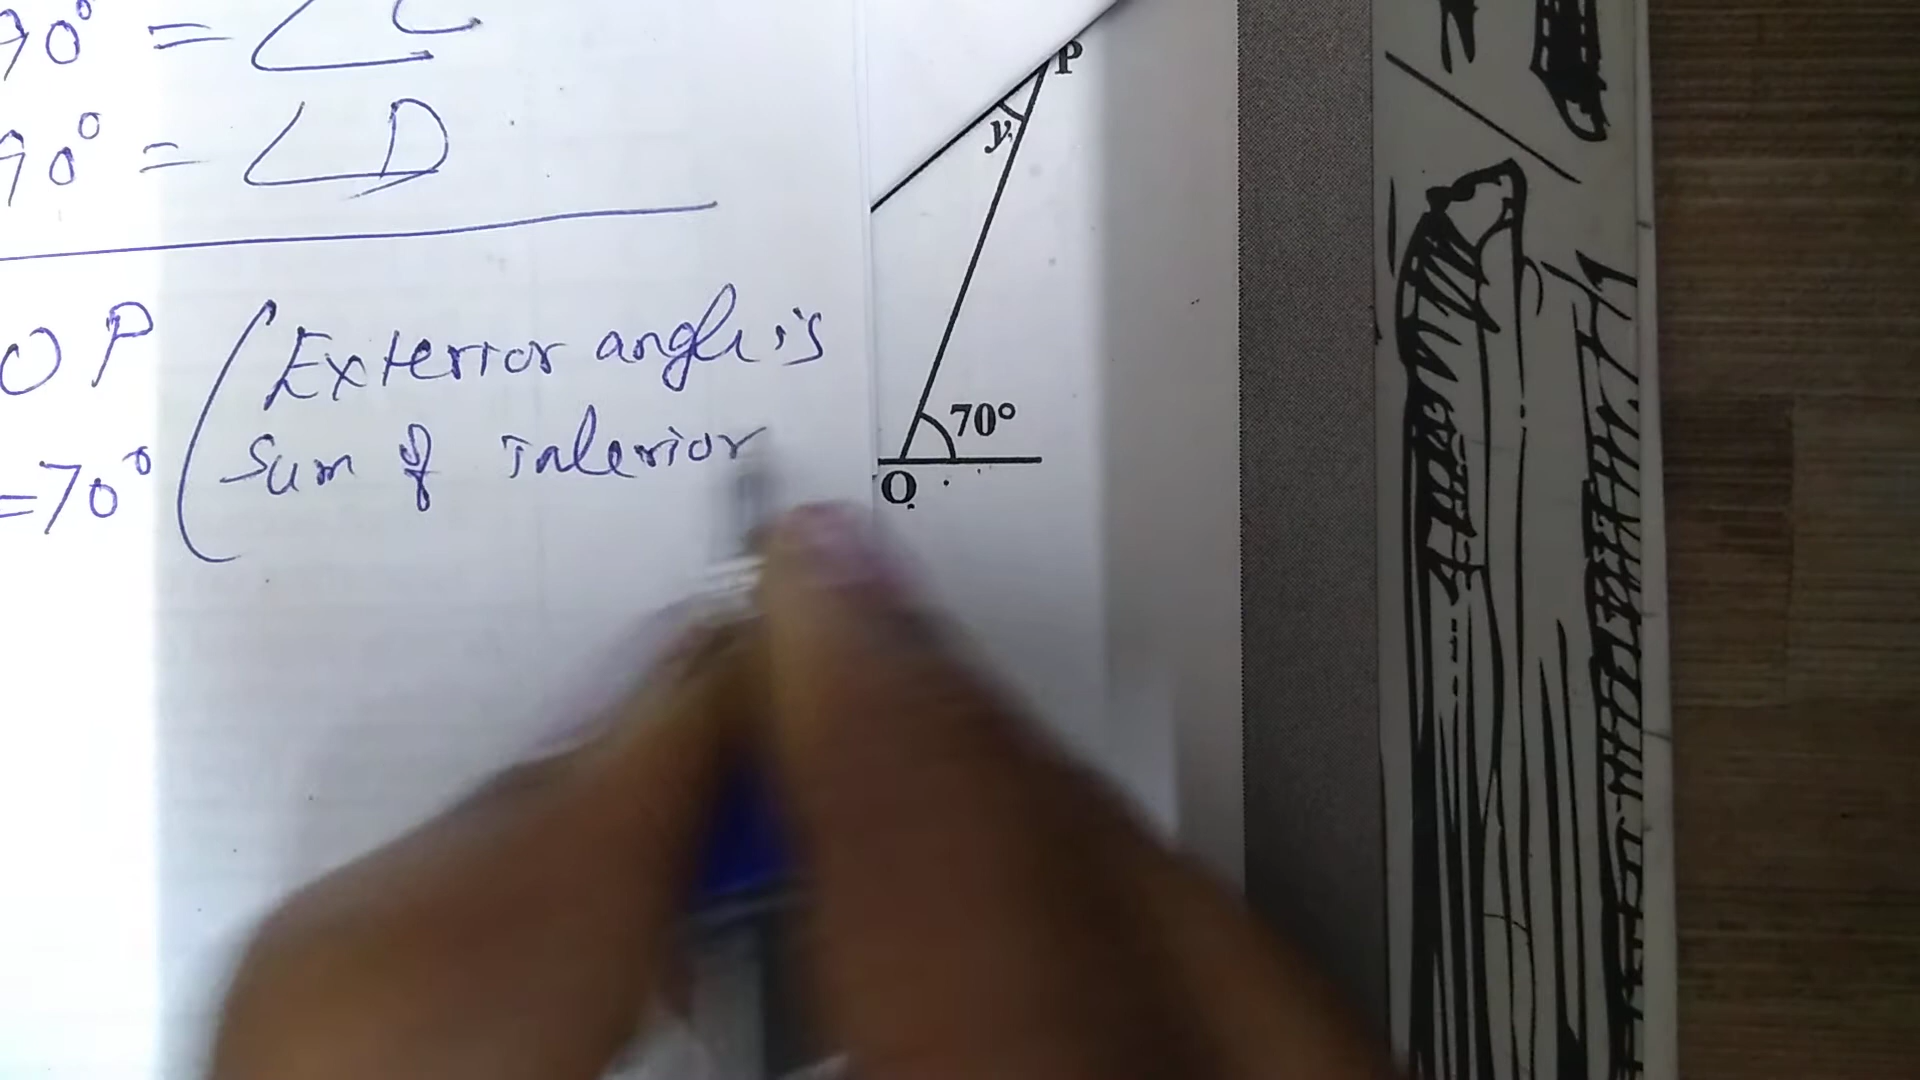 90° = ∠C
90° = ∠D
OP (Exterior angle is
=70° sum of interior
P
y
70°
O